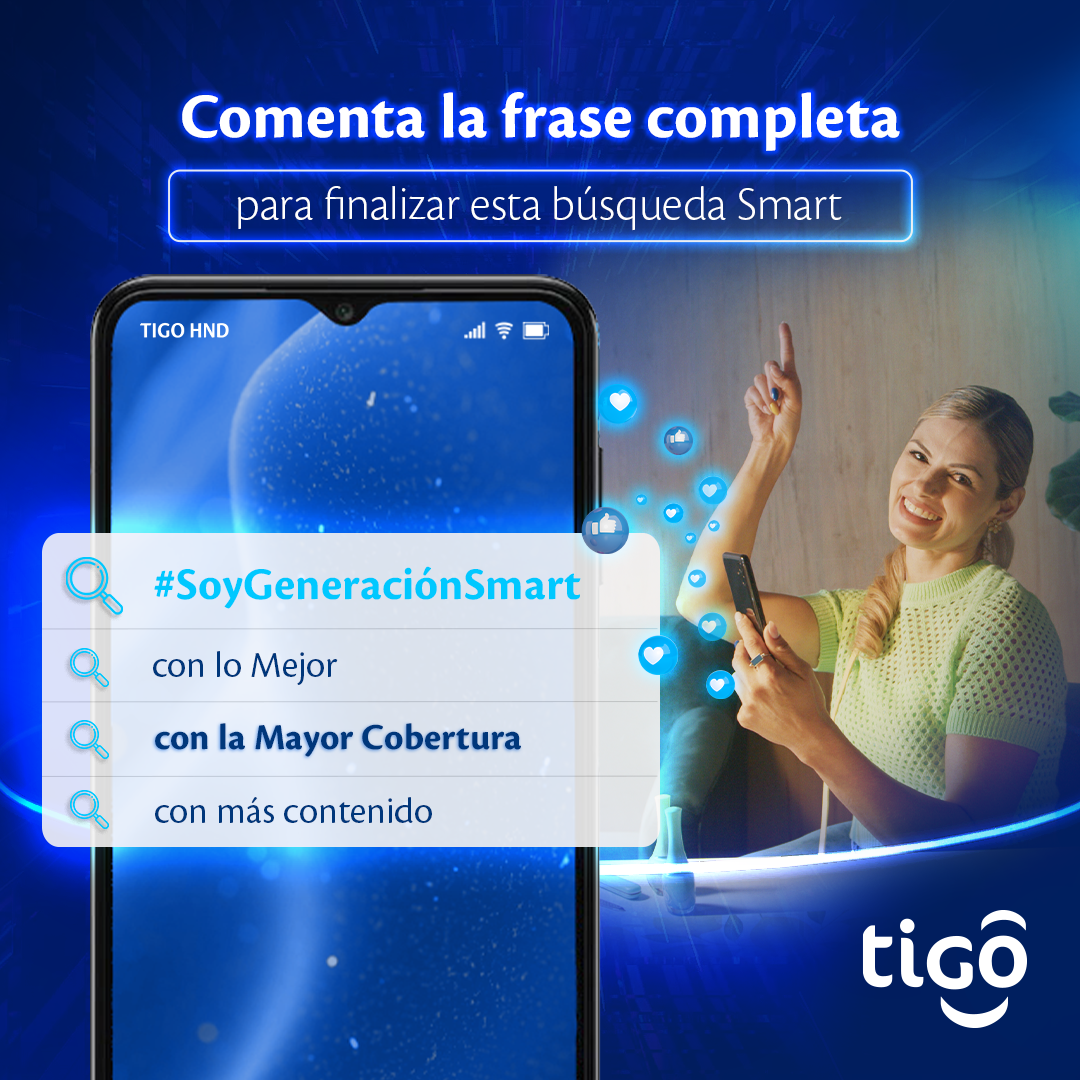 Comenta la frase completa
para finalizar esta búsqueda Smart
TIGO HND
#SoyGeneraciónSmart
con lo Mejor
con la Mayor Cobertura
con más contenido
tigo